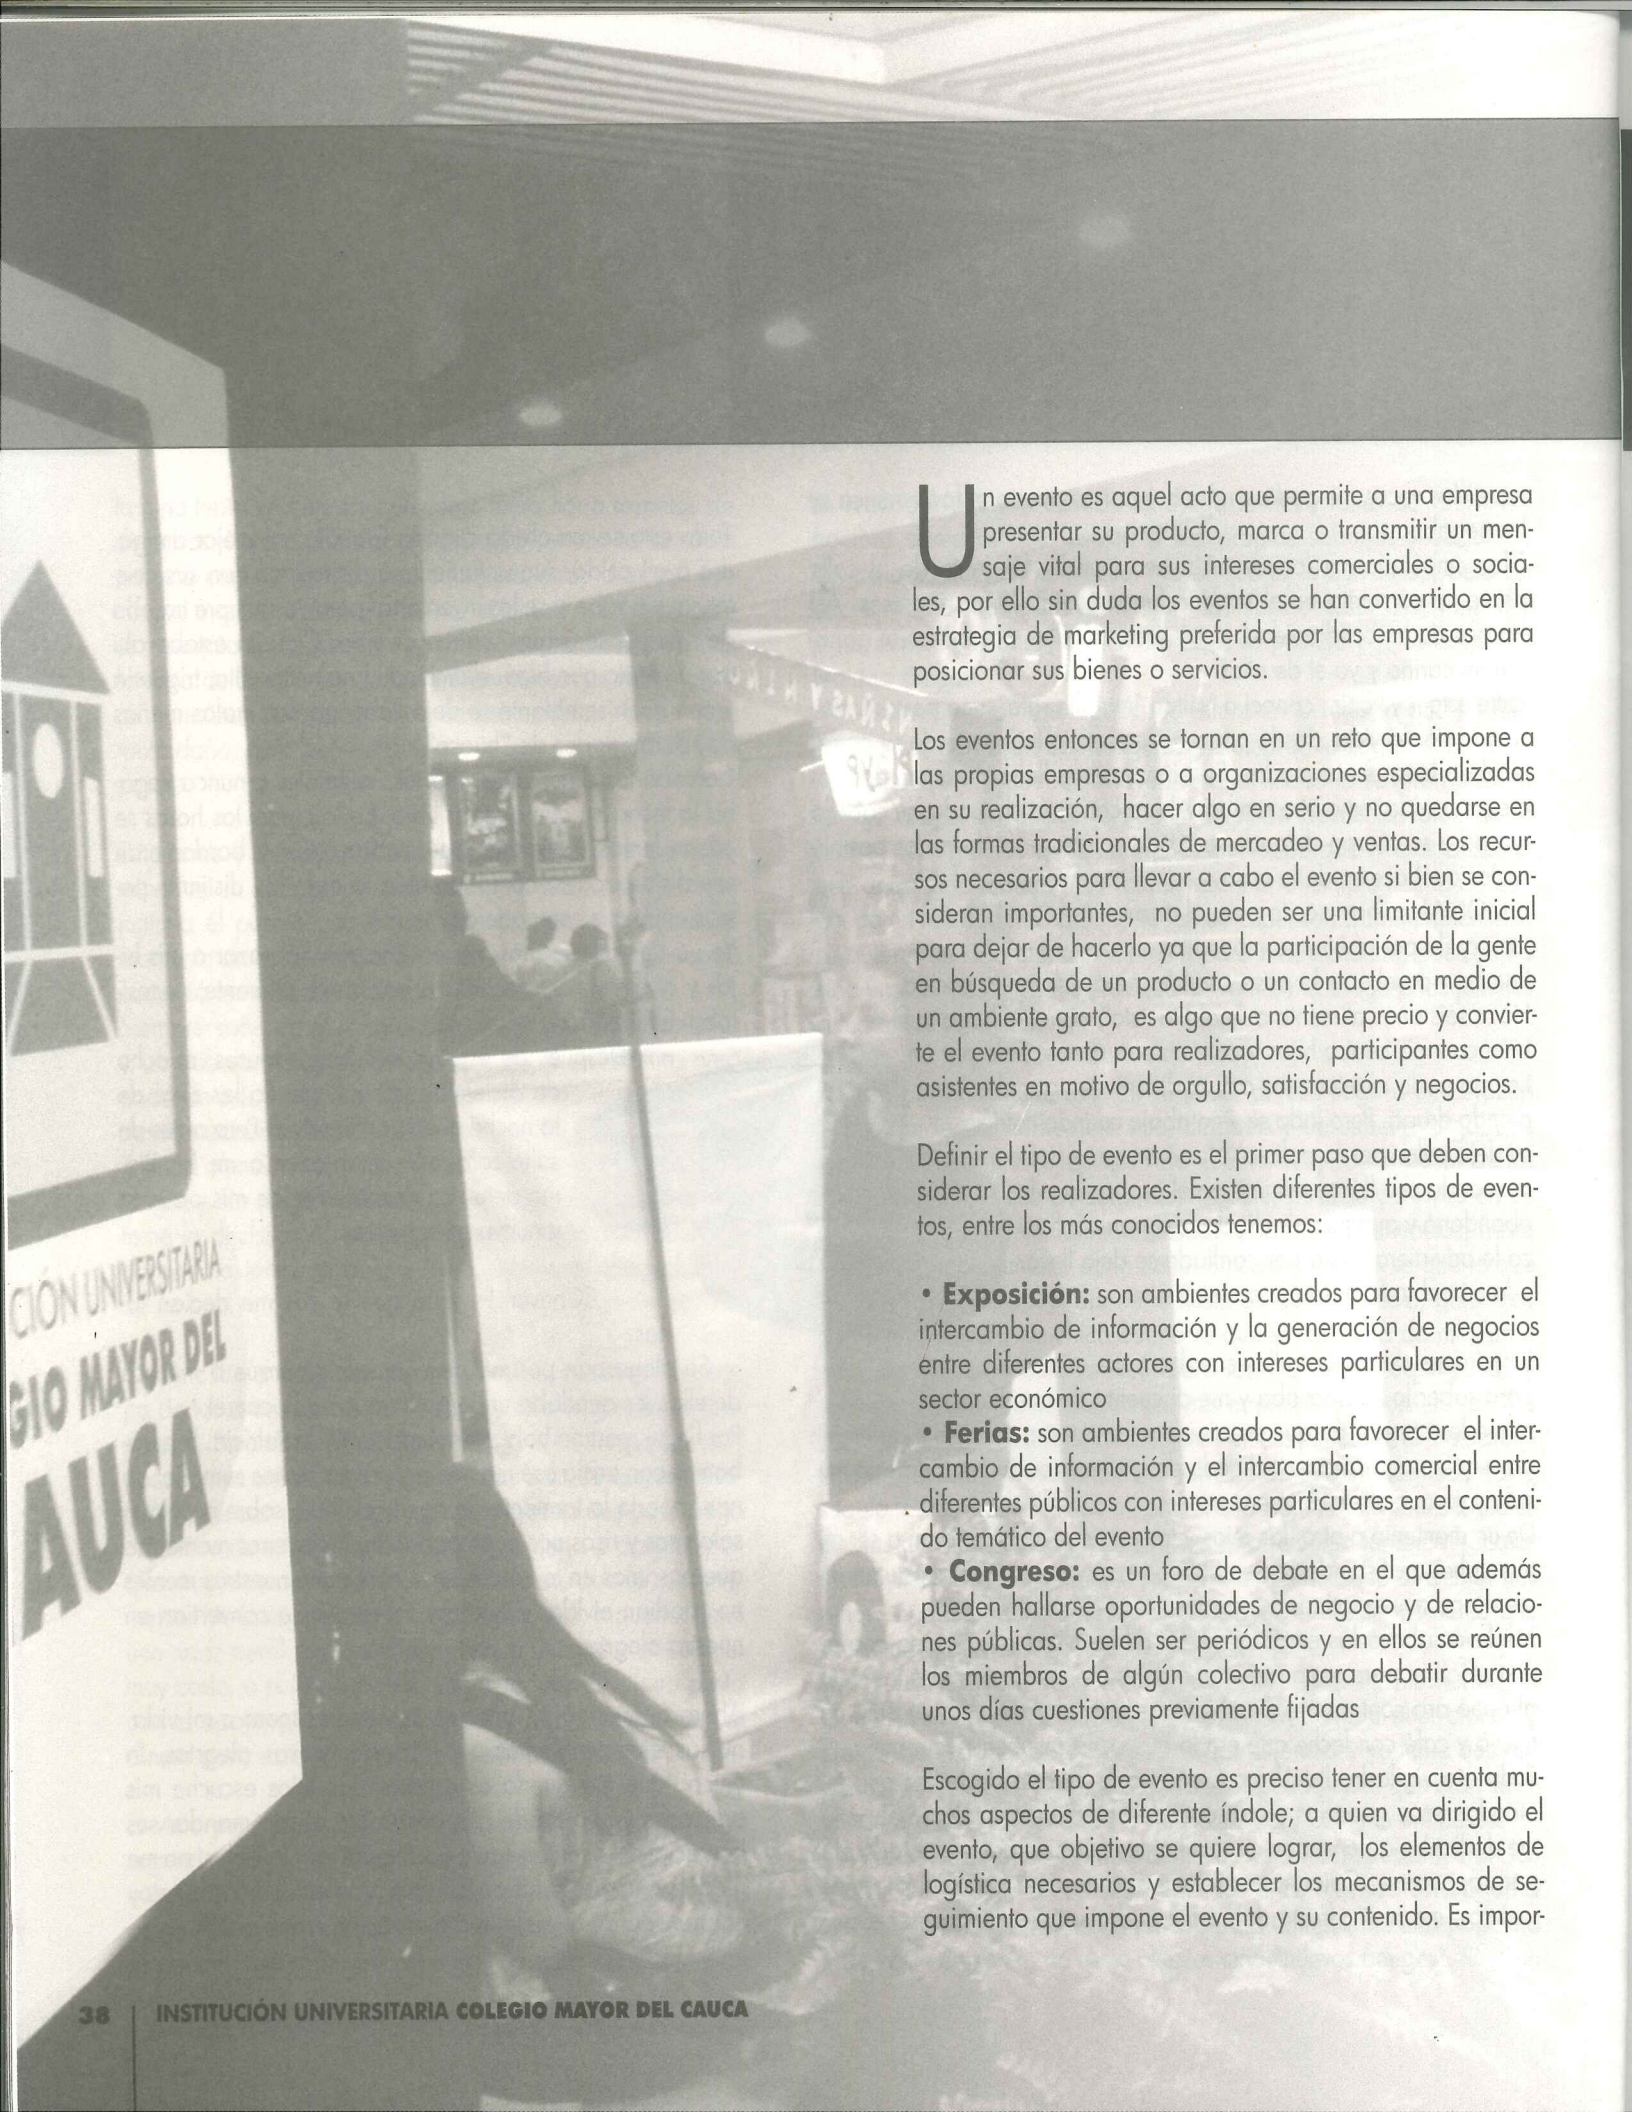 Un evento es aquel acto que permite a una empresa
presentar su producto, marca o transmitir un men-
saje vital para sus intereses comerciales o socia-
les, por ello sin duda los eventos se han convertido en la
estrategia de marketing preferida por las empresas para
posicionar sus bienes o servicios.
Los eventos entonces se tornan en un reto que impone a
las propias empresas o a organizaciones especializadas
en su realización, hacer algo en serio y no quedarse en
las formas tradicionales de mercadeo y ventas. Los recur-
sos necesarios para llevar a cabo el evento si bien se con-
sideran importantes, no pueden ser una limitante inicial
para dejar de hacerlo ya que la participación de la gente
en búsqueda de un producto o un contacto en medio de
un ambiente grato, es algo que no tiene precio y convier-
te el evento tanto para realizadores, participantes como
asistentes en motivo de orgullo, satisfacción y negocios.
Definir el tipo de evento es el primer paso que deben con-
siderar los realizadores. Existen diferentes tipos de even-
tos, entre los más conocidos tenemos:
• Exposición: son ambientes creados para favorecer el
intercambio de información y la generación de negocios
entre diferentes actores con intereses particulares en un
sector económico
• Ferias: son ambientes creados para favorecer el inter-
cambio de información y el intercambio comercial entre
diferentes públicos con intereses particulares en el conteni-
do temático del evento
• Congreso: es un foro de debate en el que además
pueden hallarse oportunidades de negocio y de relacio-
nes públicas. Suelen ser periódicos y en ellos se reúnen
los miembros de algún colectivo para debatir durante
unos días cuestiones previamente fijadas
Escogido el tipo de evento es preciso tener en cuenta mu-
chos aspectos de diferente índole; a quien va dirigido el
evento, que objetivo se quiere lograr, los elementos de
logística necesarios y establecer los mecanismos de se-
guimiento que impone el evento y su contenido. Es impor-
CIÓN UNIVERSITARIA
GIO MAYOR DEL
AUCA
38 INSTITUCIÓN UNIVERSITARIA COLEGIO MAYOR DEL CAUCA